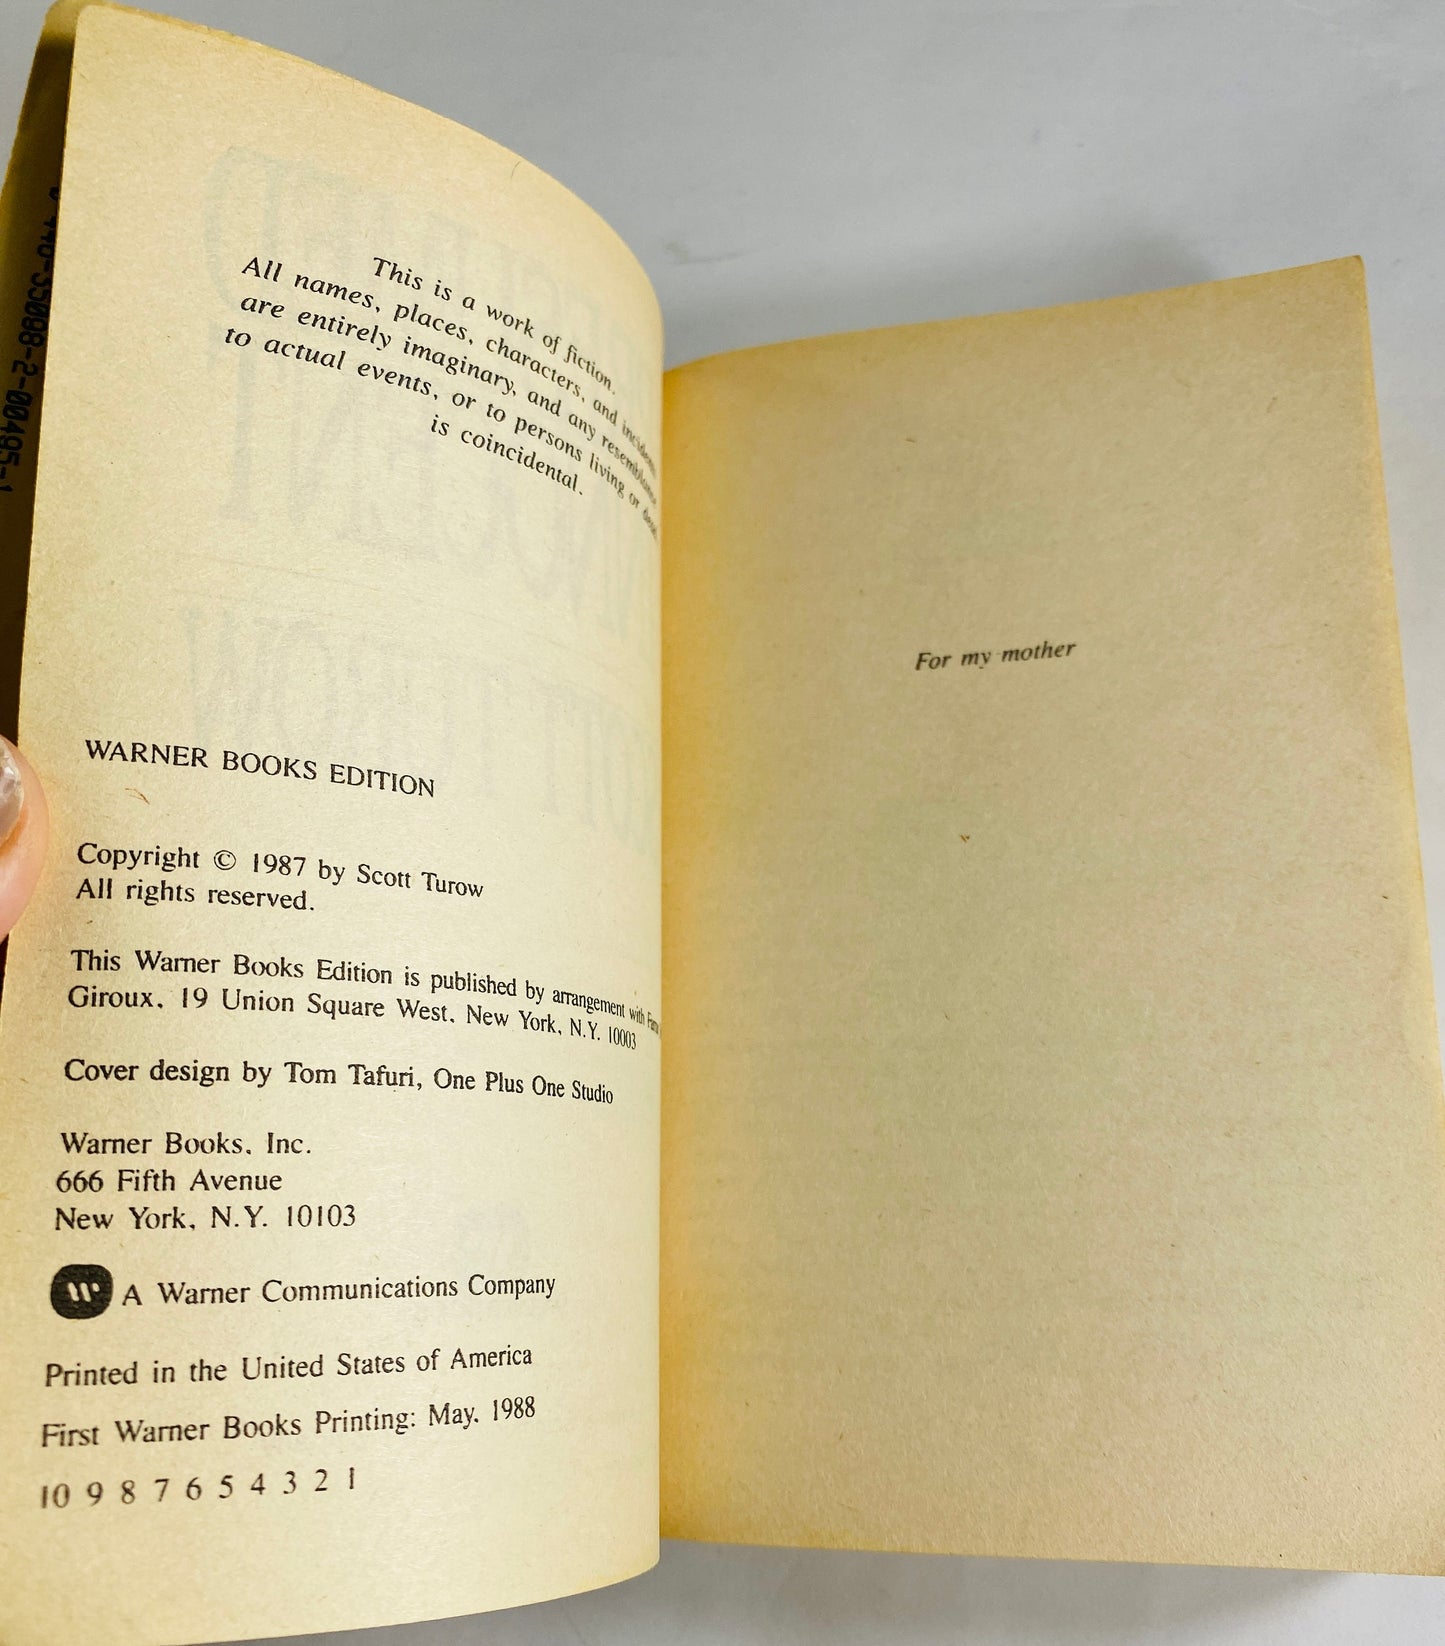 This is a work of fiction.
All names, places, characters, and incidents
are entirely imaginary, and any resemblance
to actual events, or to persons living or dead
is coincidental.
WARNER BOOKS EDITION
Copyright © 1987 by Scott Turow
All rights reserved.
This Warner Books Edition is published by arrangement with
Giroux, 19 Union Square West, New York, N.Y. 10003
Cover design by Tom Tafuri, One Plus One Studio
Warner Books, Inc.
666 Fifth Avenue
New York, N.Y. 10103
A Warner Communications Company
Printed in the United States of America
First Warner Books Printing: May, 1988
10 9 8 7 6 5 4 3 2 1
For my mother